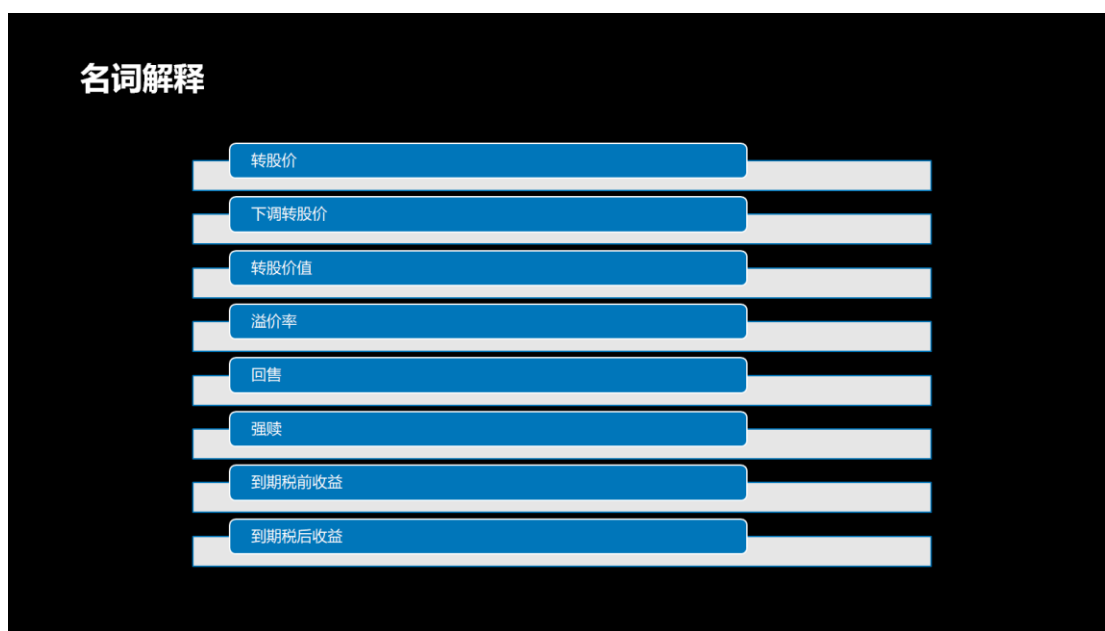 名词解释
转股价
下调转股价
转股价值
溢价率
回售
强赎
到期税前收益
到期税后收益